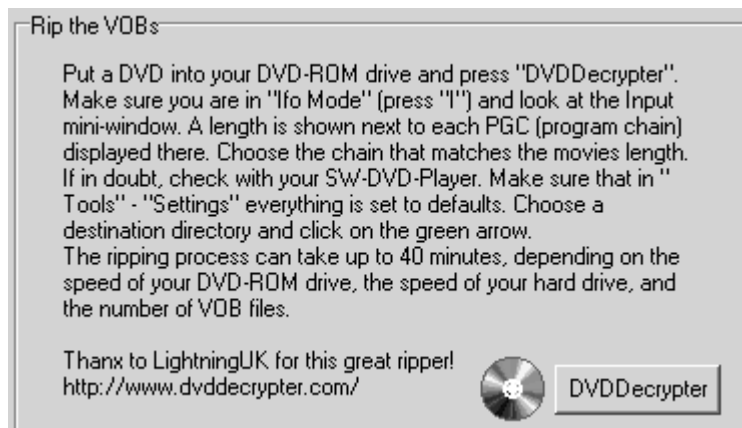 Rip the VOBs
Put a DVD into your DVD-ROM drive and press "DVDDecrypter".
Make sure you are in "Ifo Mode" (press "I") and look at the Input
mini-window. A length is shown next to each PGC (program chain)
displayed there. Choose the chain that matches the movies length.
If in doubt, check with your SW-DVD-Player. Make sure that in "
Tools" - "Settings" everything is set to defaults. Choose a
destination directory and click on the green arrow.
The ripping process can take up to 40 minutes, depending on the
speed of your DVD-ROM drive, the speed of your hard drive, and
the number of VOB files.
Thanx to LightningUK for this great ripper!
http://www.dvddecrypter.com/
DVDDecrypter